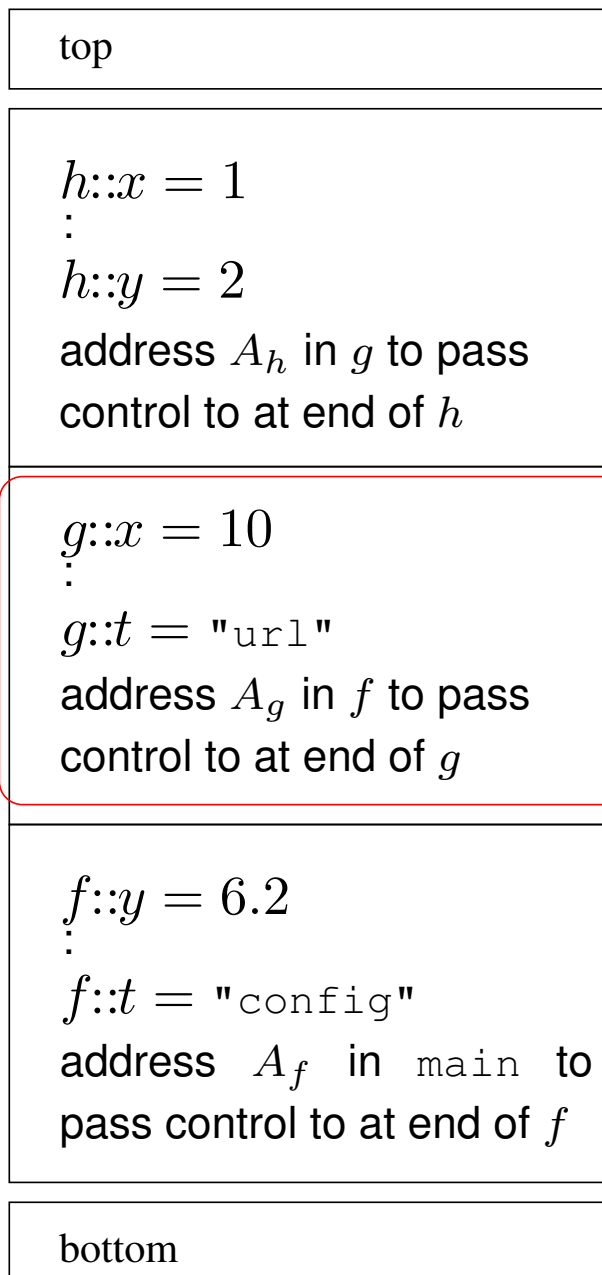 top
h::x = 1
⋮
h::y = 2
address A_h in g to pass
control to at end of h
g::x = 10
⋮
g::t = "url"
address A_g in f to pass
control to at end of g
f::y = 6.2
⋮
f::t = "config"
address A_f in main to
pass control to at end of f
bottom